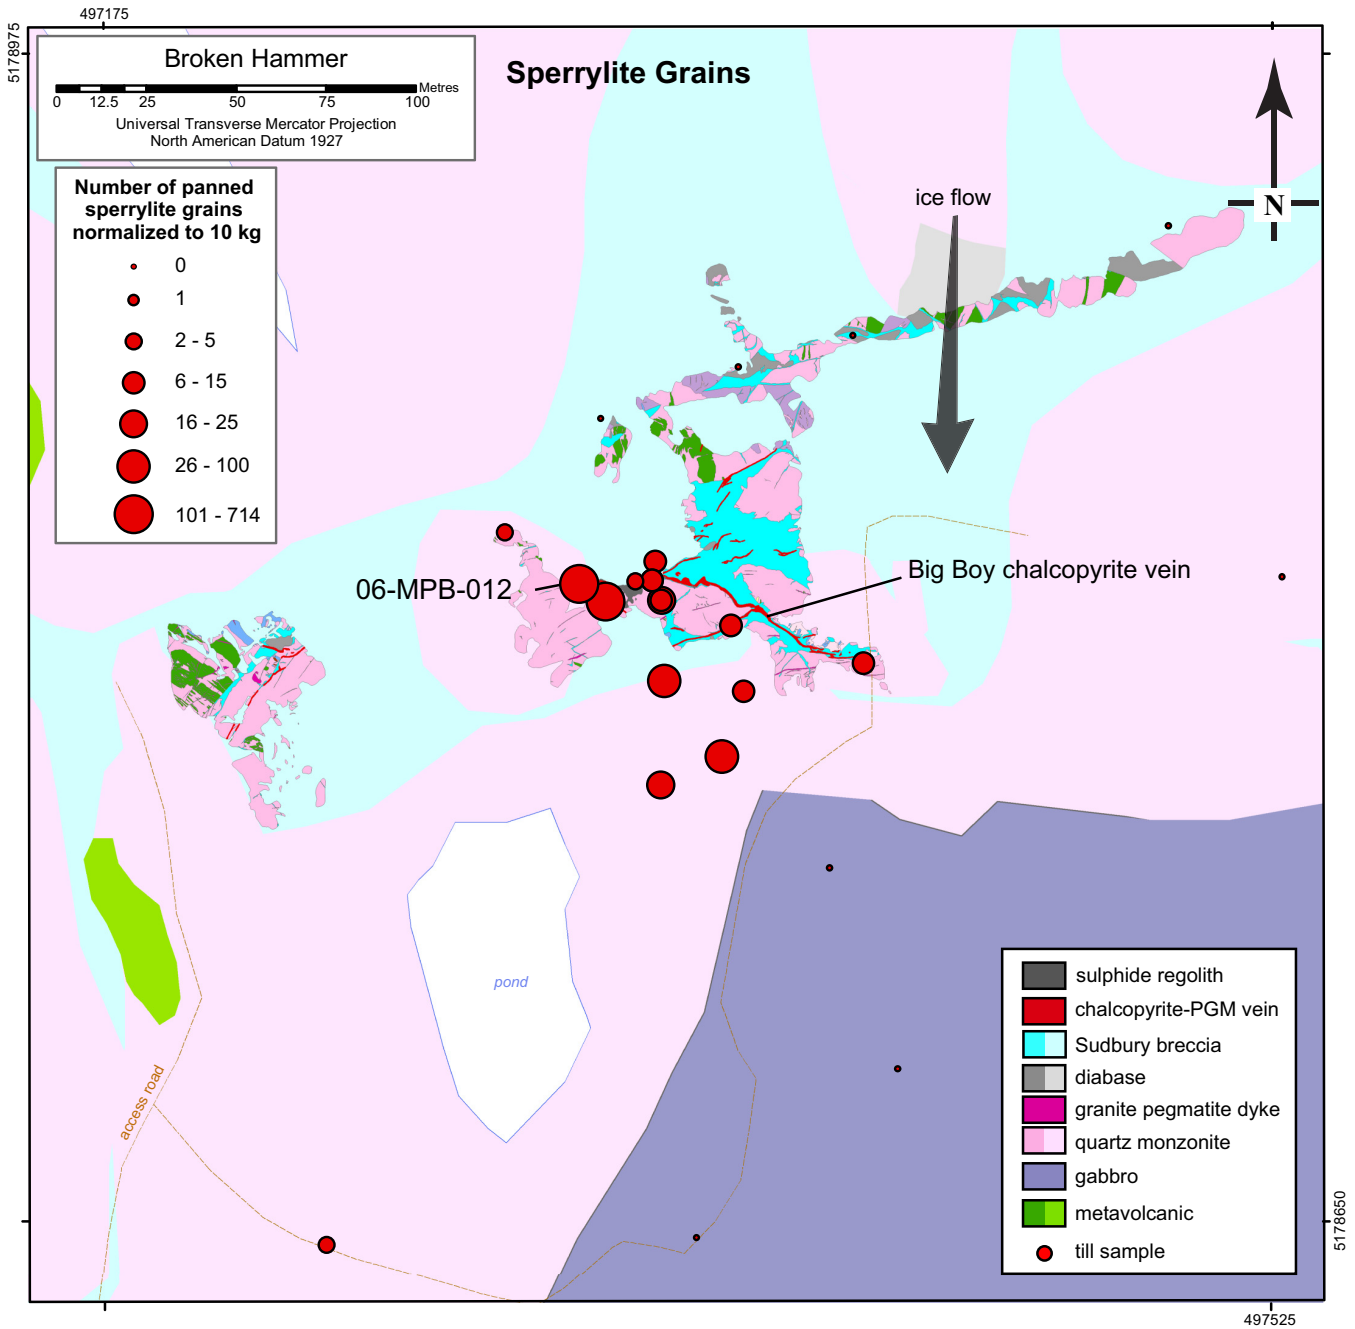 497175
5178975
Broken Hammer
Metres
0 12.5 25 50 75 100
Universal Transverse Mercator Projection
North American Datum 1927
Sperrylite Grains
Number of panned
sperrylite grains
normalized to 10 kg
0
1
2 - 5
6 - 15
16 - 25
26 - 100
101 - 714
ice flow
N
06-MPB-012
Big Boy chalcopyrite vein
pond
access road
sulphide regolith
chalcopyrite-PGM vein
Sudbury breccia
diabase
granite pegmatite dyke
quartz monzonite
gabbro
metavolcanic
till sample
5178650
497525